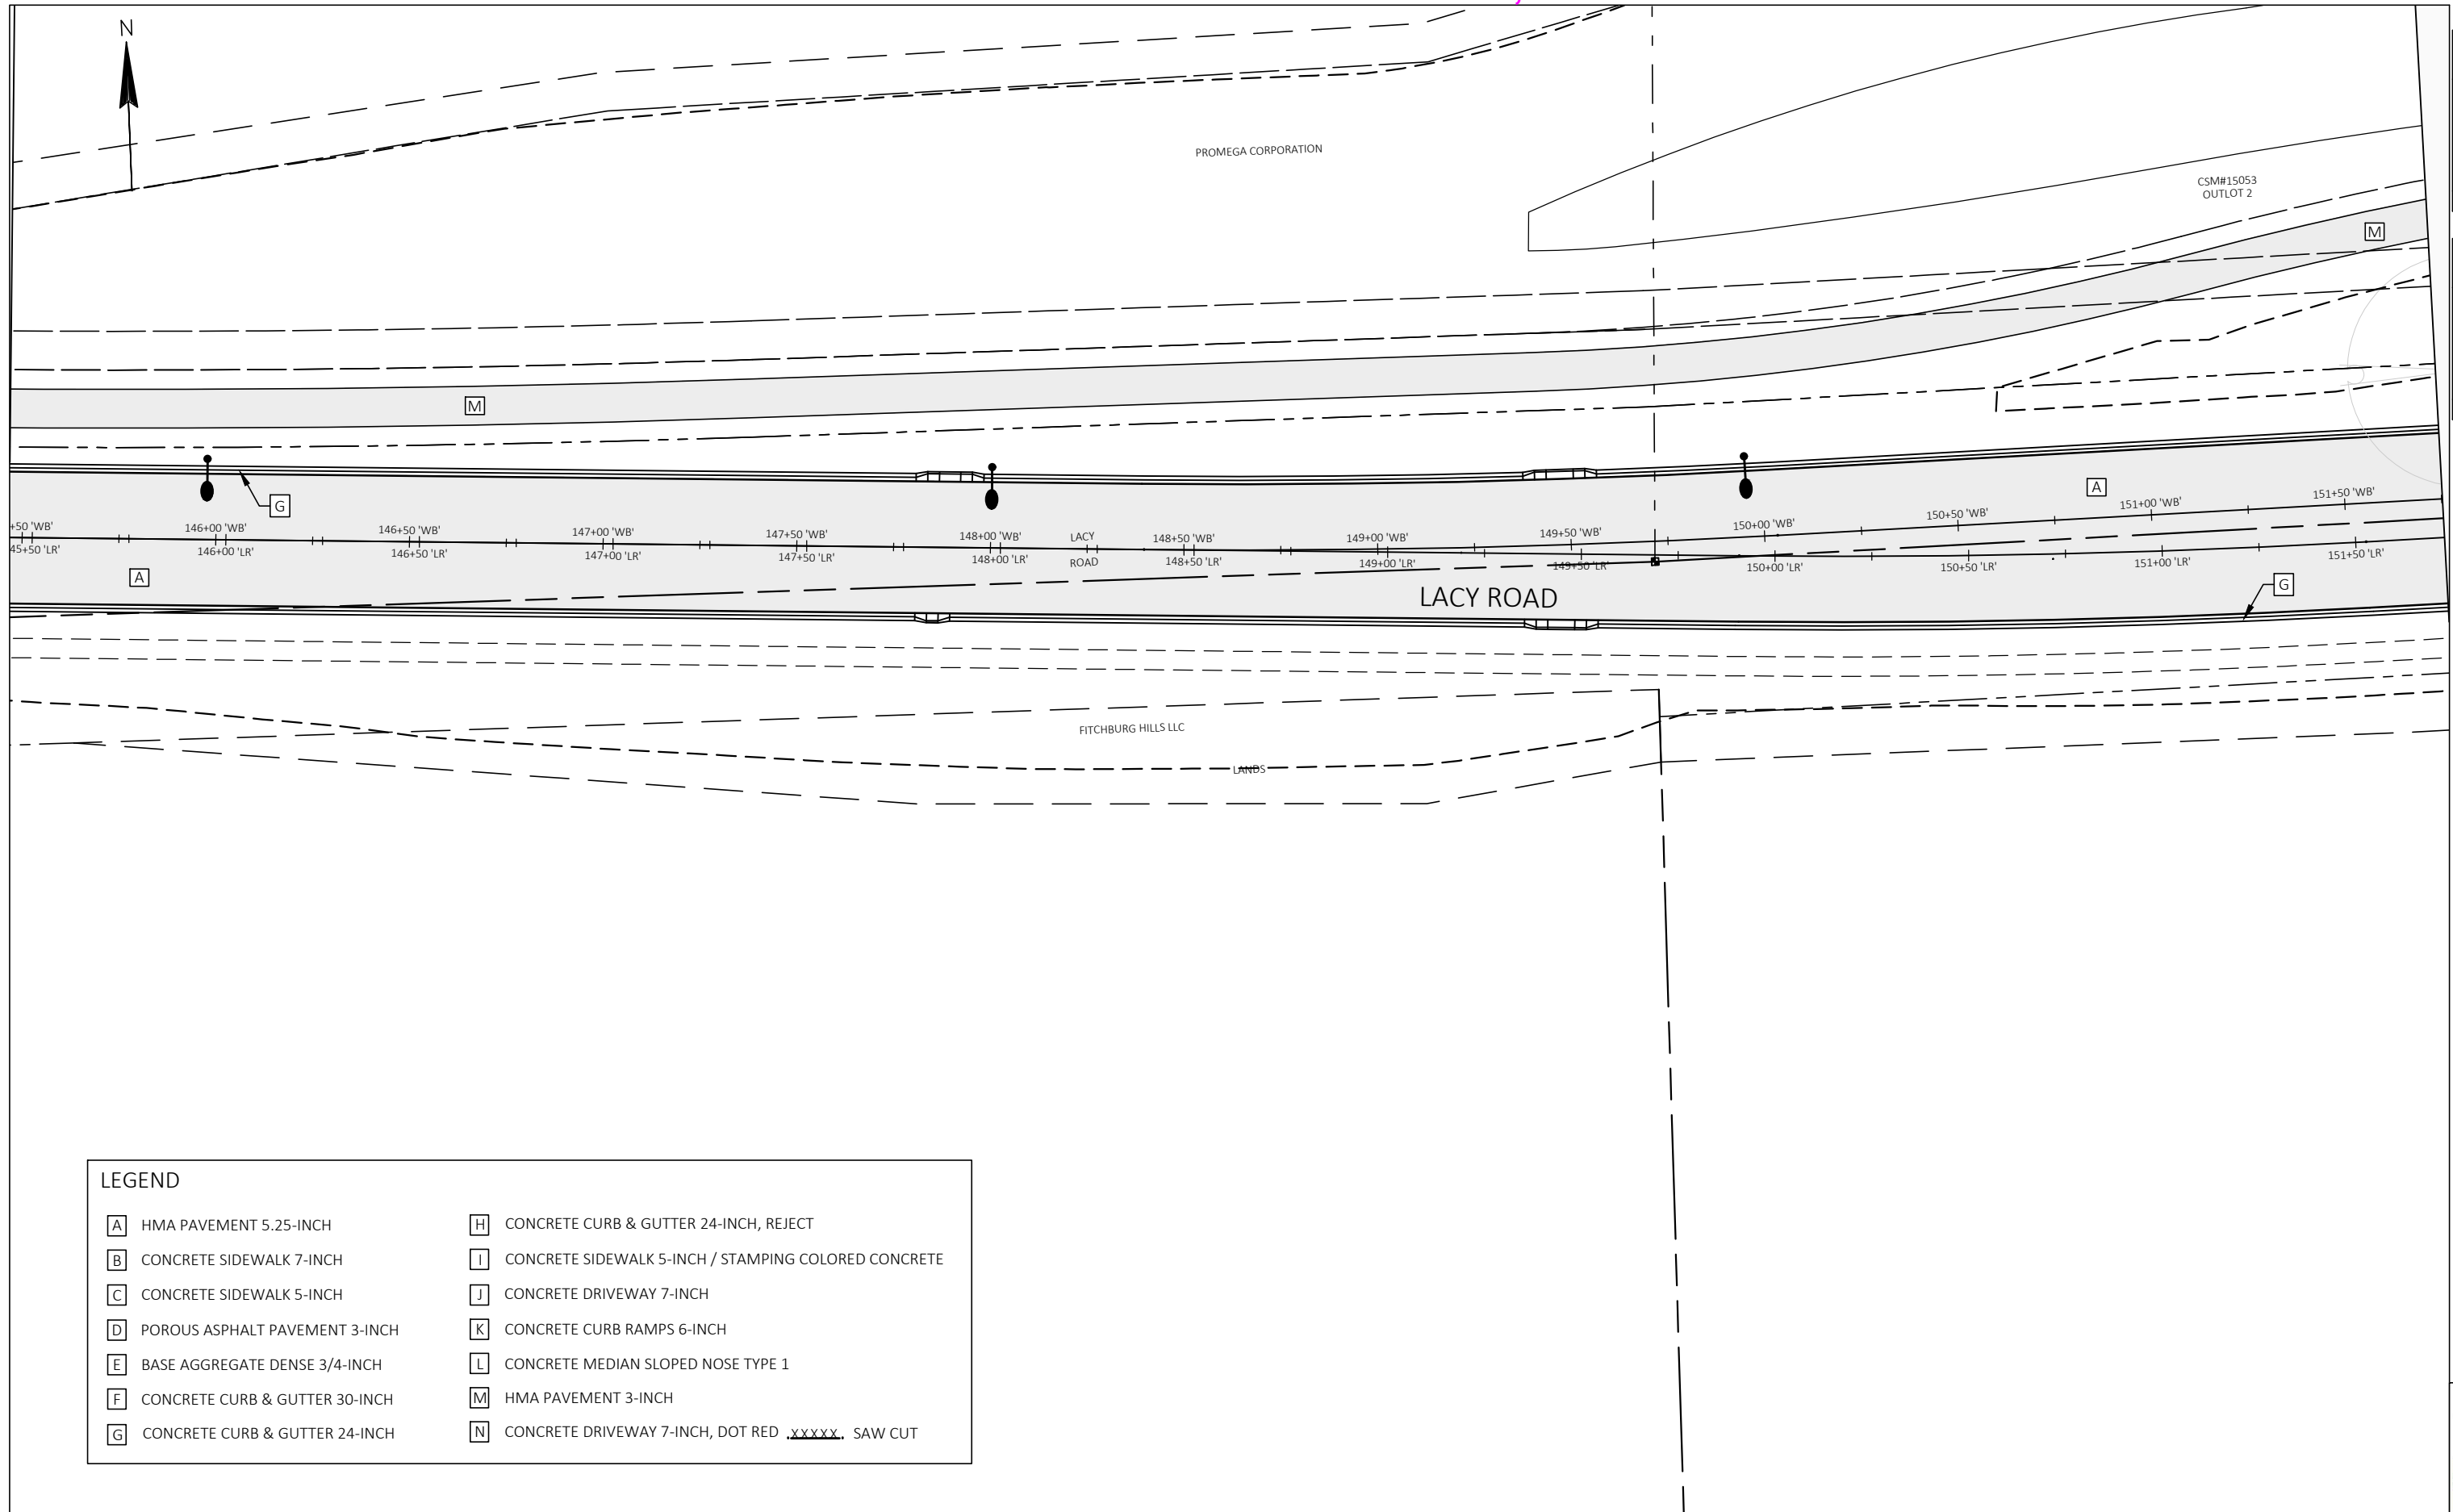 N
PROMEGA CORPORATION
CSM#15053
OUTLOT 2
M
M
G
A
+50 'WB'
146+00 'WB'
146+50 'WB'
147+00 'WB'
147+50 'WB'
148+00 'WB'
LACY
148+50 'WB'
149+00 'WB'
149+50 'WB'
150+00 'WB'
150+50 'WB'
151+00 'WB'
151+50 'WB'
45+50 'LR'
146+00 'LR'
146+50 'LR'
147+00 'LR'
147+50 'LR'
148+00 'LR'
ROAD
148+50 'LR'
149+00 'LR'
149+50 'LR'
150+00 'LR'
150+50 'LR'
151+00 'LR'
151+50 'LR'
A
LACY ROAD
G
FITCHBURG HILLS LLC
LANDS
LEGEND
A HMA PAVEMENT 5.25-INCH
B CONCRETE SIDEWALK 7-INCH
C CONCRETE SIDEWALK 5-INCH
D POROUS ASPHALT PAVEMENT 3-INCH
E BASE AGGREGATE DENSE 3/4-INCH
F CONCRETE CURB & GUTTER 30-INCH
G CONCRETE CURB & GUTTER 24-INCH
H CONCRETE CURB & GUTTER 24-INCH, REJECT
I CONCRETE SIDEWALK 5-INCH / STAMPING COLORED CONCRETE
J CONCRETE DRIVEWAY 7-INCH
K CONCRETE CURB RAMPS 6-INCH
L CONCRETE MEDIAN SLOPED NOSE TYPE 1
M HMA PAVEMENT 3-INCH
N CONCRETE DRIVEWAY 7-INCH, DOT RED XXXXX SAW CUT